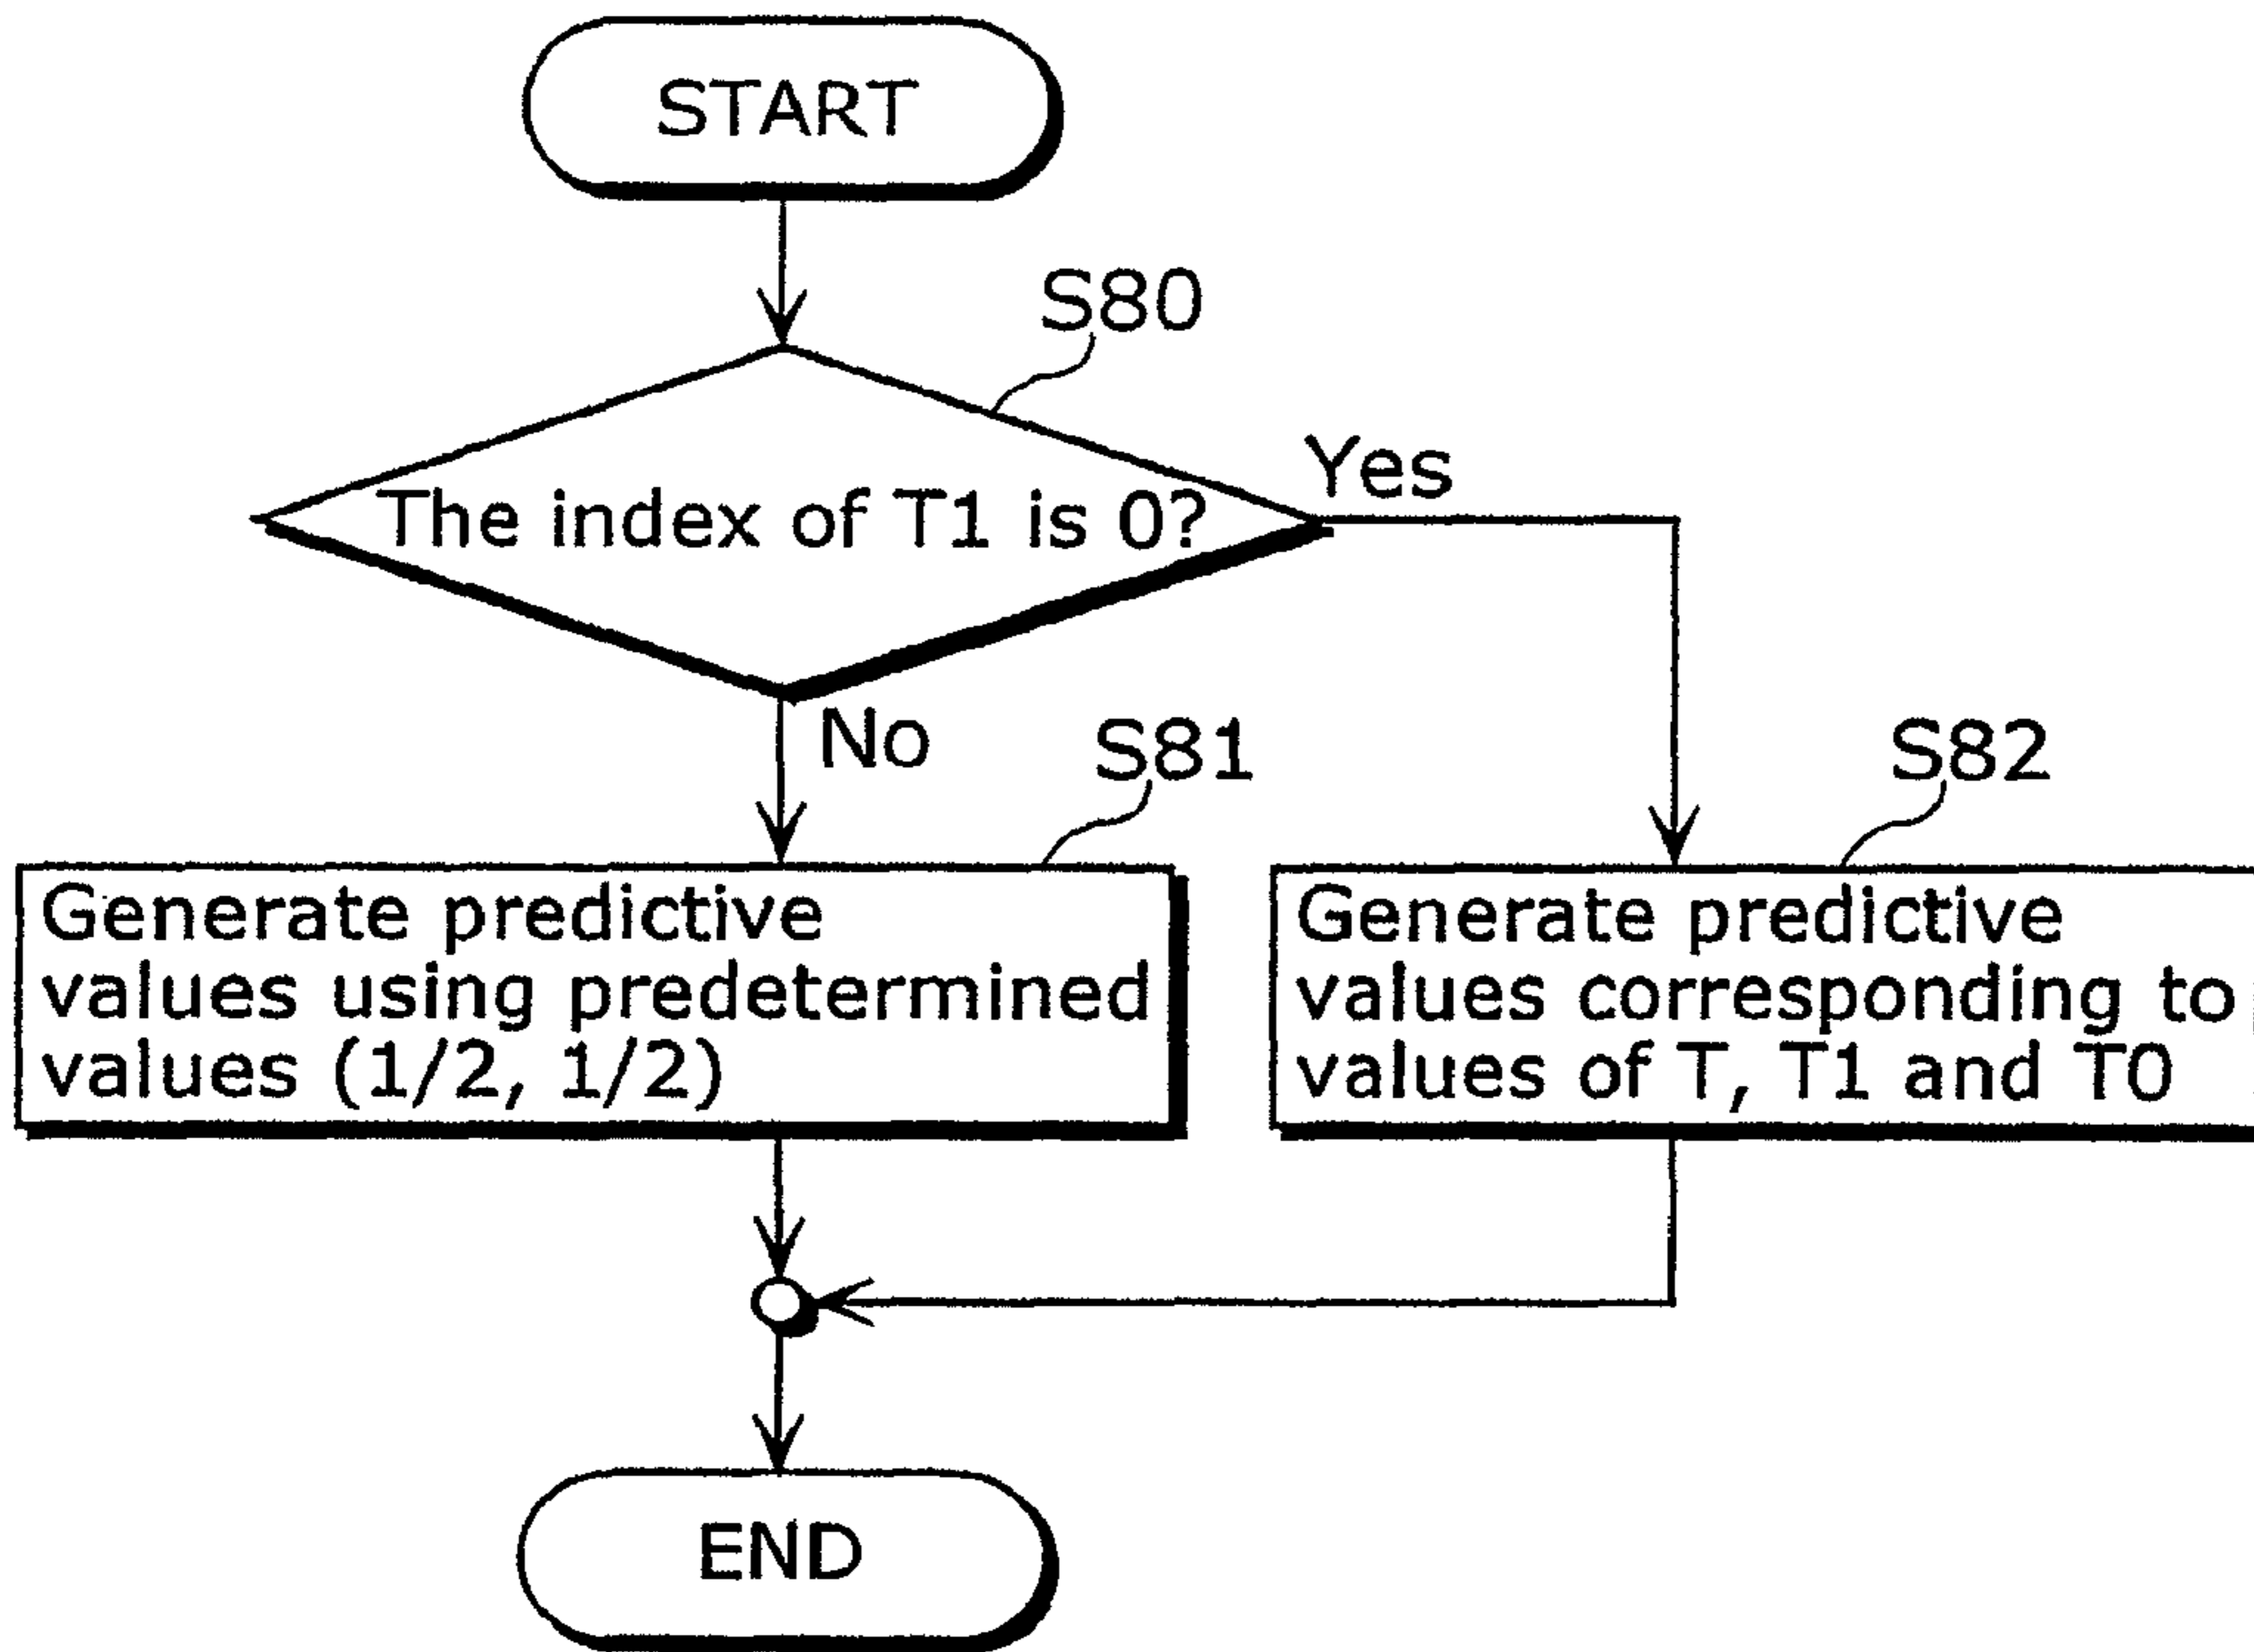 START
S80
The index of T1 is 0?
Yes
No
S81
S82
Generate predictive
values using predetermined
values (1/2, 1/2)
Generate predictive
values corresponding to
values of T, T1 and T0
END